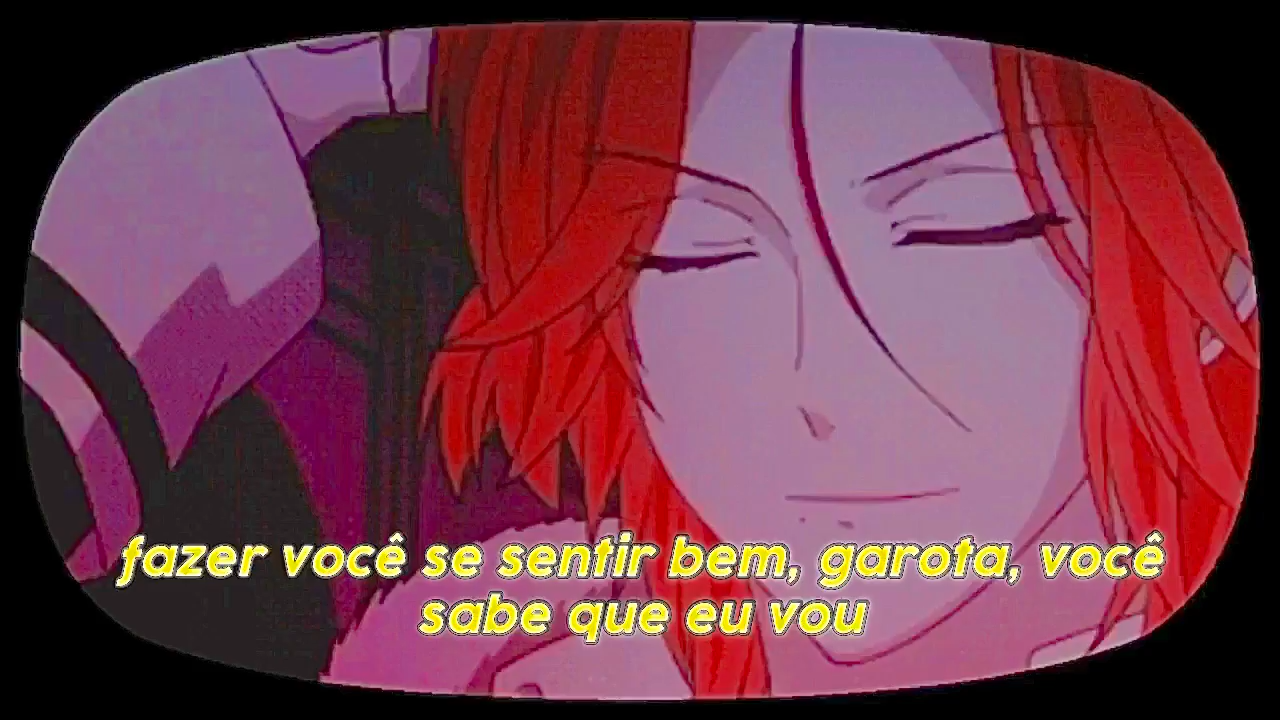 fazer você se sentir bem, garota, você
sabe que eu vou